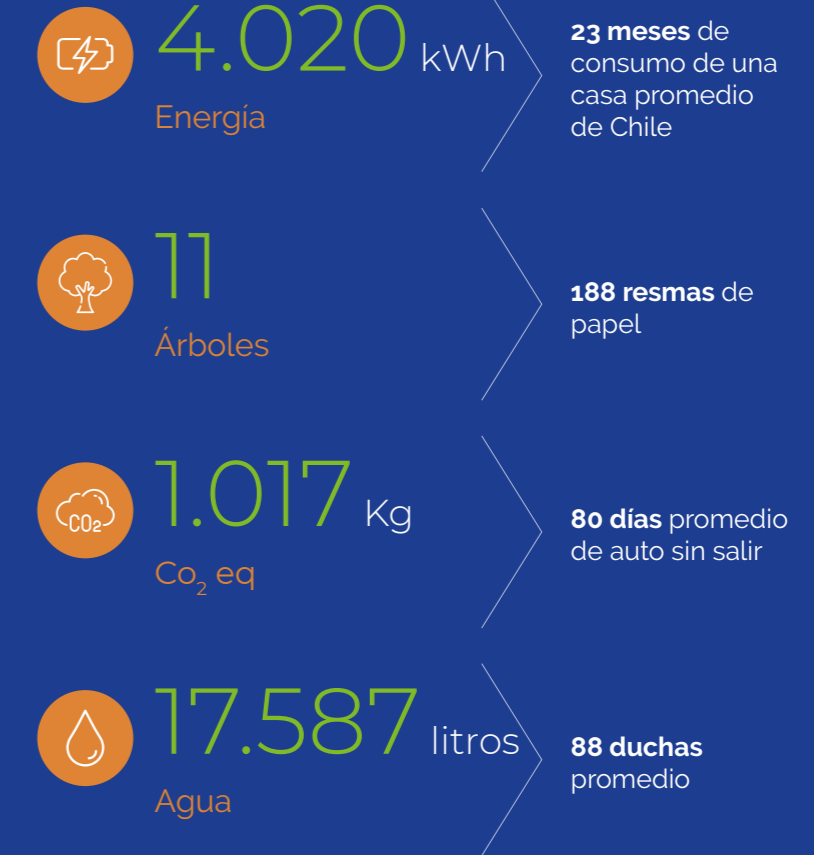 4.020 kWh
Energía
23 meses de
consumo de una
casa promedio
de Chile
11
Árboles
188 resmas de
papel
CO₂
1.017 Kg
Co₂ eq
80 días promedio
de auto sin salir
17.587 litros
Agua
88 duchas
promedio